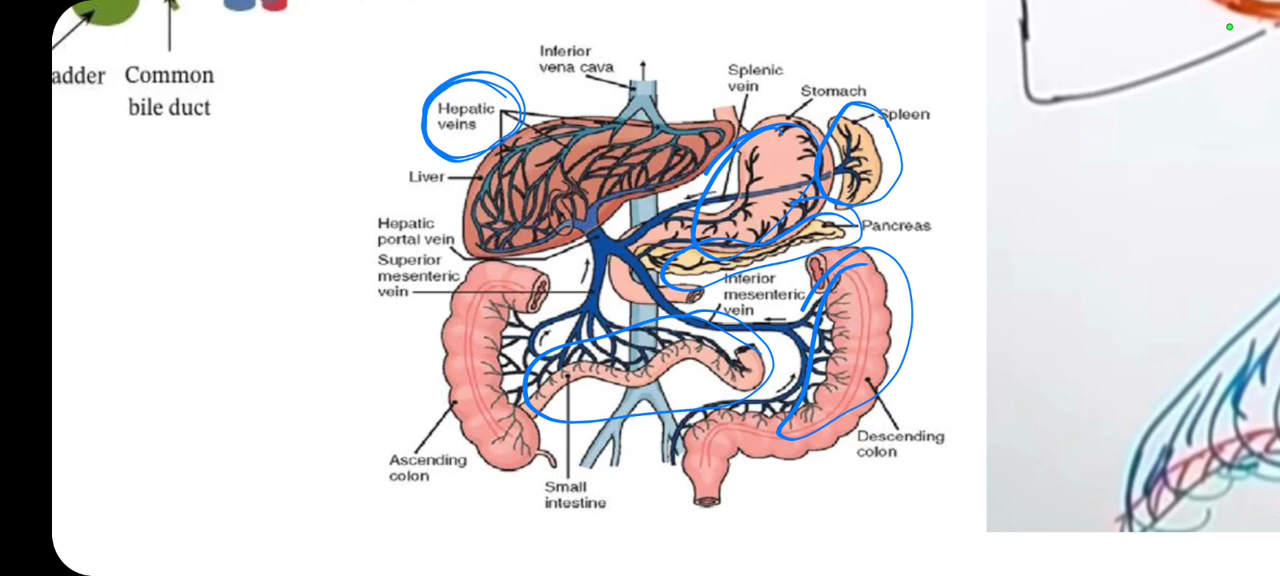 adder
Common
bile duct
Inferior
vena cava
Splenic
vein
Stomach
Hepatic
veins
Spleen
Liver
Hepatic
portal vein
Pancreas
Superior
mesenteric
vein
Inferior
mesenteric
vein
Ascending
colon
Small
intestine
Descending
colon